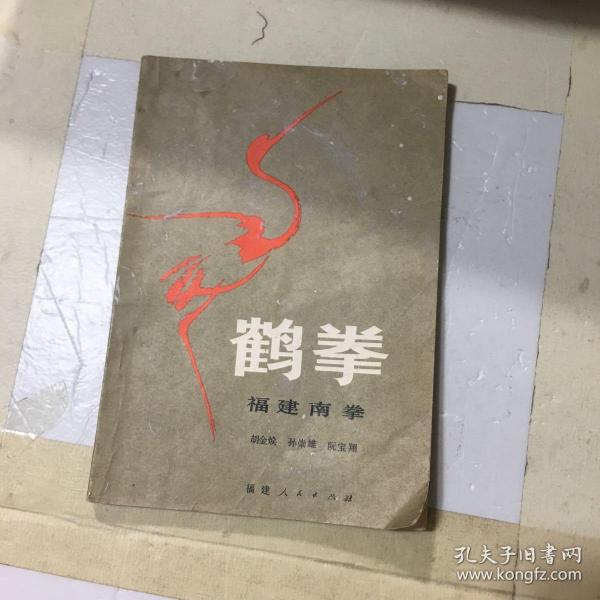 鹤拳
福建南拳
胡金焕 孙崇雄 阮宝翔
福建人民出版社
孔夫子旧書网
www.kongfz.com